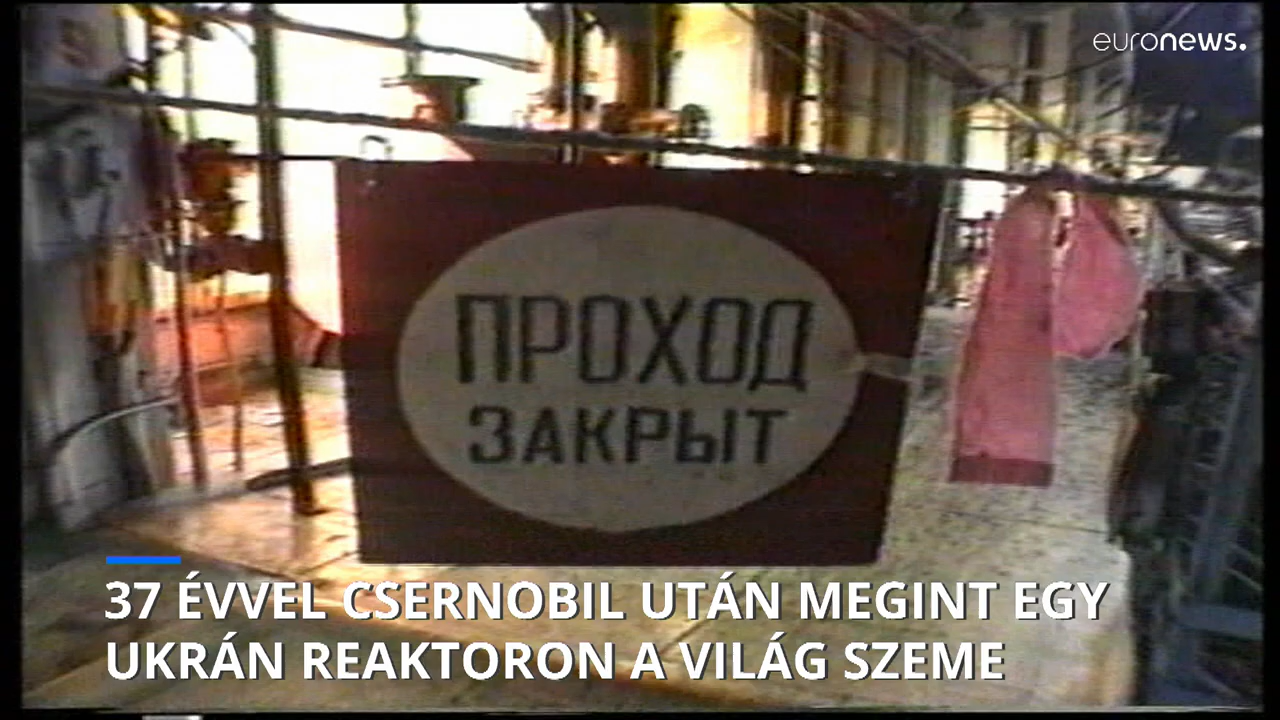 euronews.
ПРОХОД
ЗАКРЫТ
37 ÉVVEL CSERNOBIL UTÁN MEGINT EGY
UKRÁN REAKTORON A VILÁG SZEME